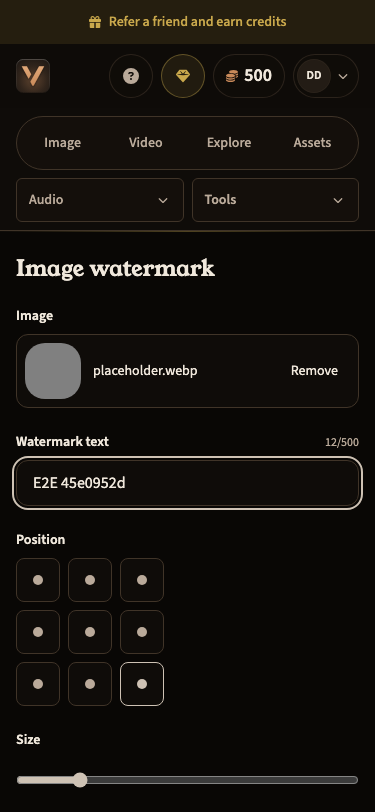 Refer a friend and earn credits
?
500
DD
Image
Video
Explore
Assets
Audio
Tools
Image watermark
Image
placeholder.webp
Remove
Watermark text
12/500
E2E 45e0952d
Position
Size